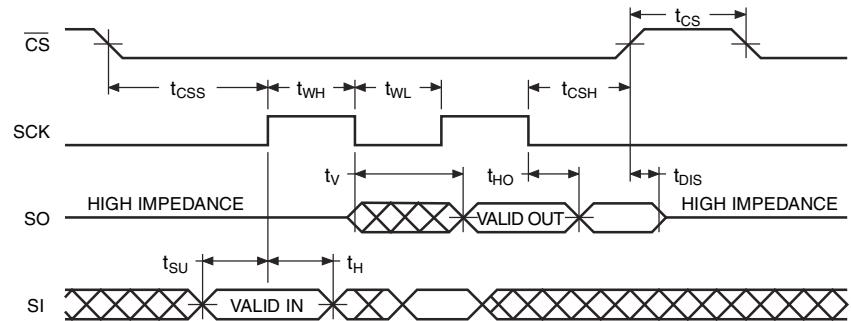 CS tCS
tCSS tWH tWL tCSH
SCK
tV tHO tDIS
HIGH IMPEDANCE VALID OUT HIGH IMPEDANCE
SO
tSU tH
SI VALID IN